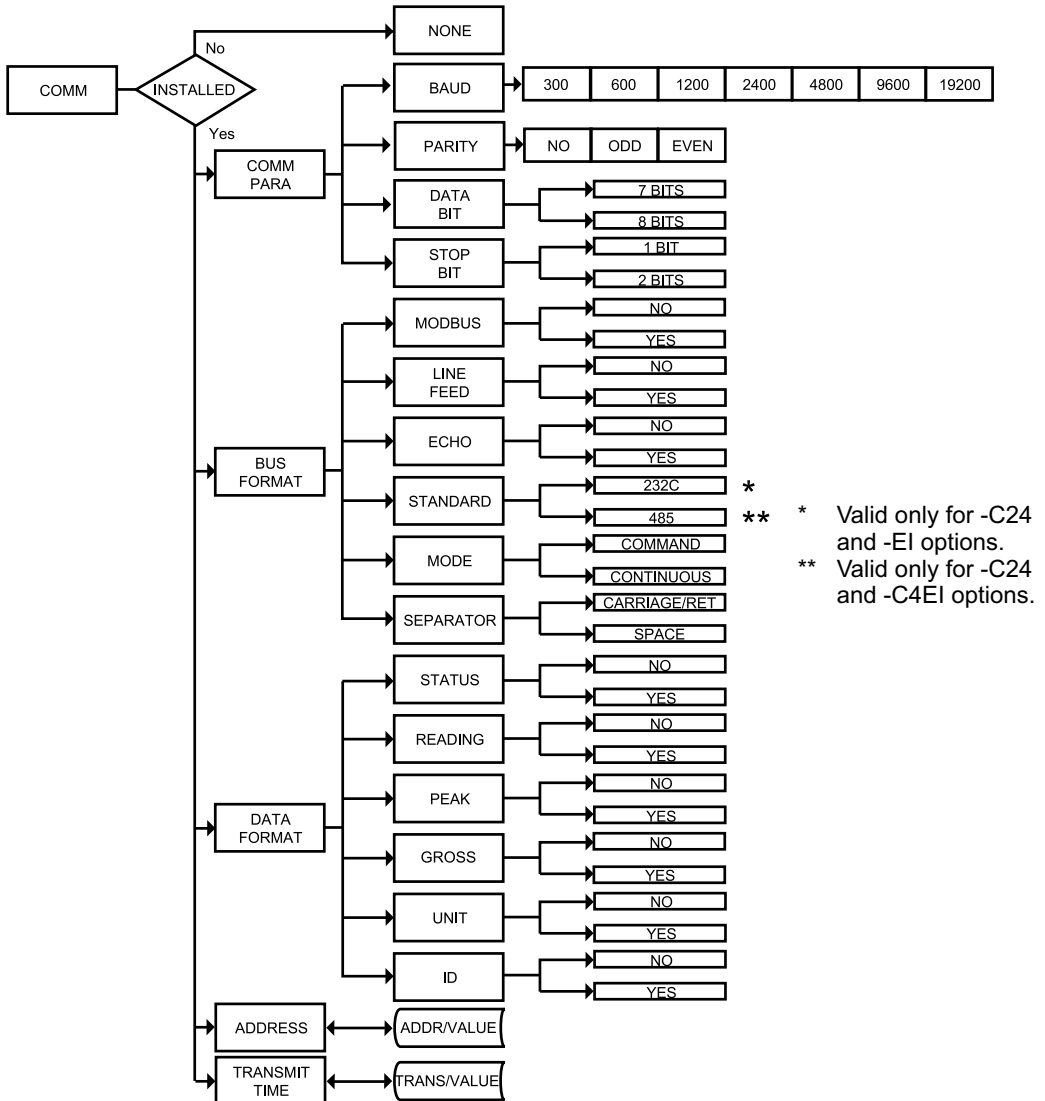 NONE
No
COMM
INSTALLED
BAUD
300 600 1200 2400 4800 9600 19200
Yes
COMM
PARA
PARITY
NO ODD EVEN
DATA
BIT
7 BITS
8 BITS
STOP
BIT
1 BIT
2 BITS
BUS
FORMAT
MODBUS
NO
YES
LINE
FEED
NO
YES
ECHO
NO
YES
STANDARD
232C *
485 **
* Valid only for -C24
and -EI options.
** Valid only for -C24
and -C4EI options.
MODE
COMMAND
CONTINUOUS
SEPARATOR
CARRIAGE/RET
SPACE
DATA
FORMAT
STATUS
NO
YES
READING
NO
YES
PEAK
NO
YES
GROSS
NO
YES
UNIT
NO
YES
ID
NO
YES
ADDRESS
ADDR/VALUE
TRANSMIT
TIME
TRANS/VALUE